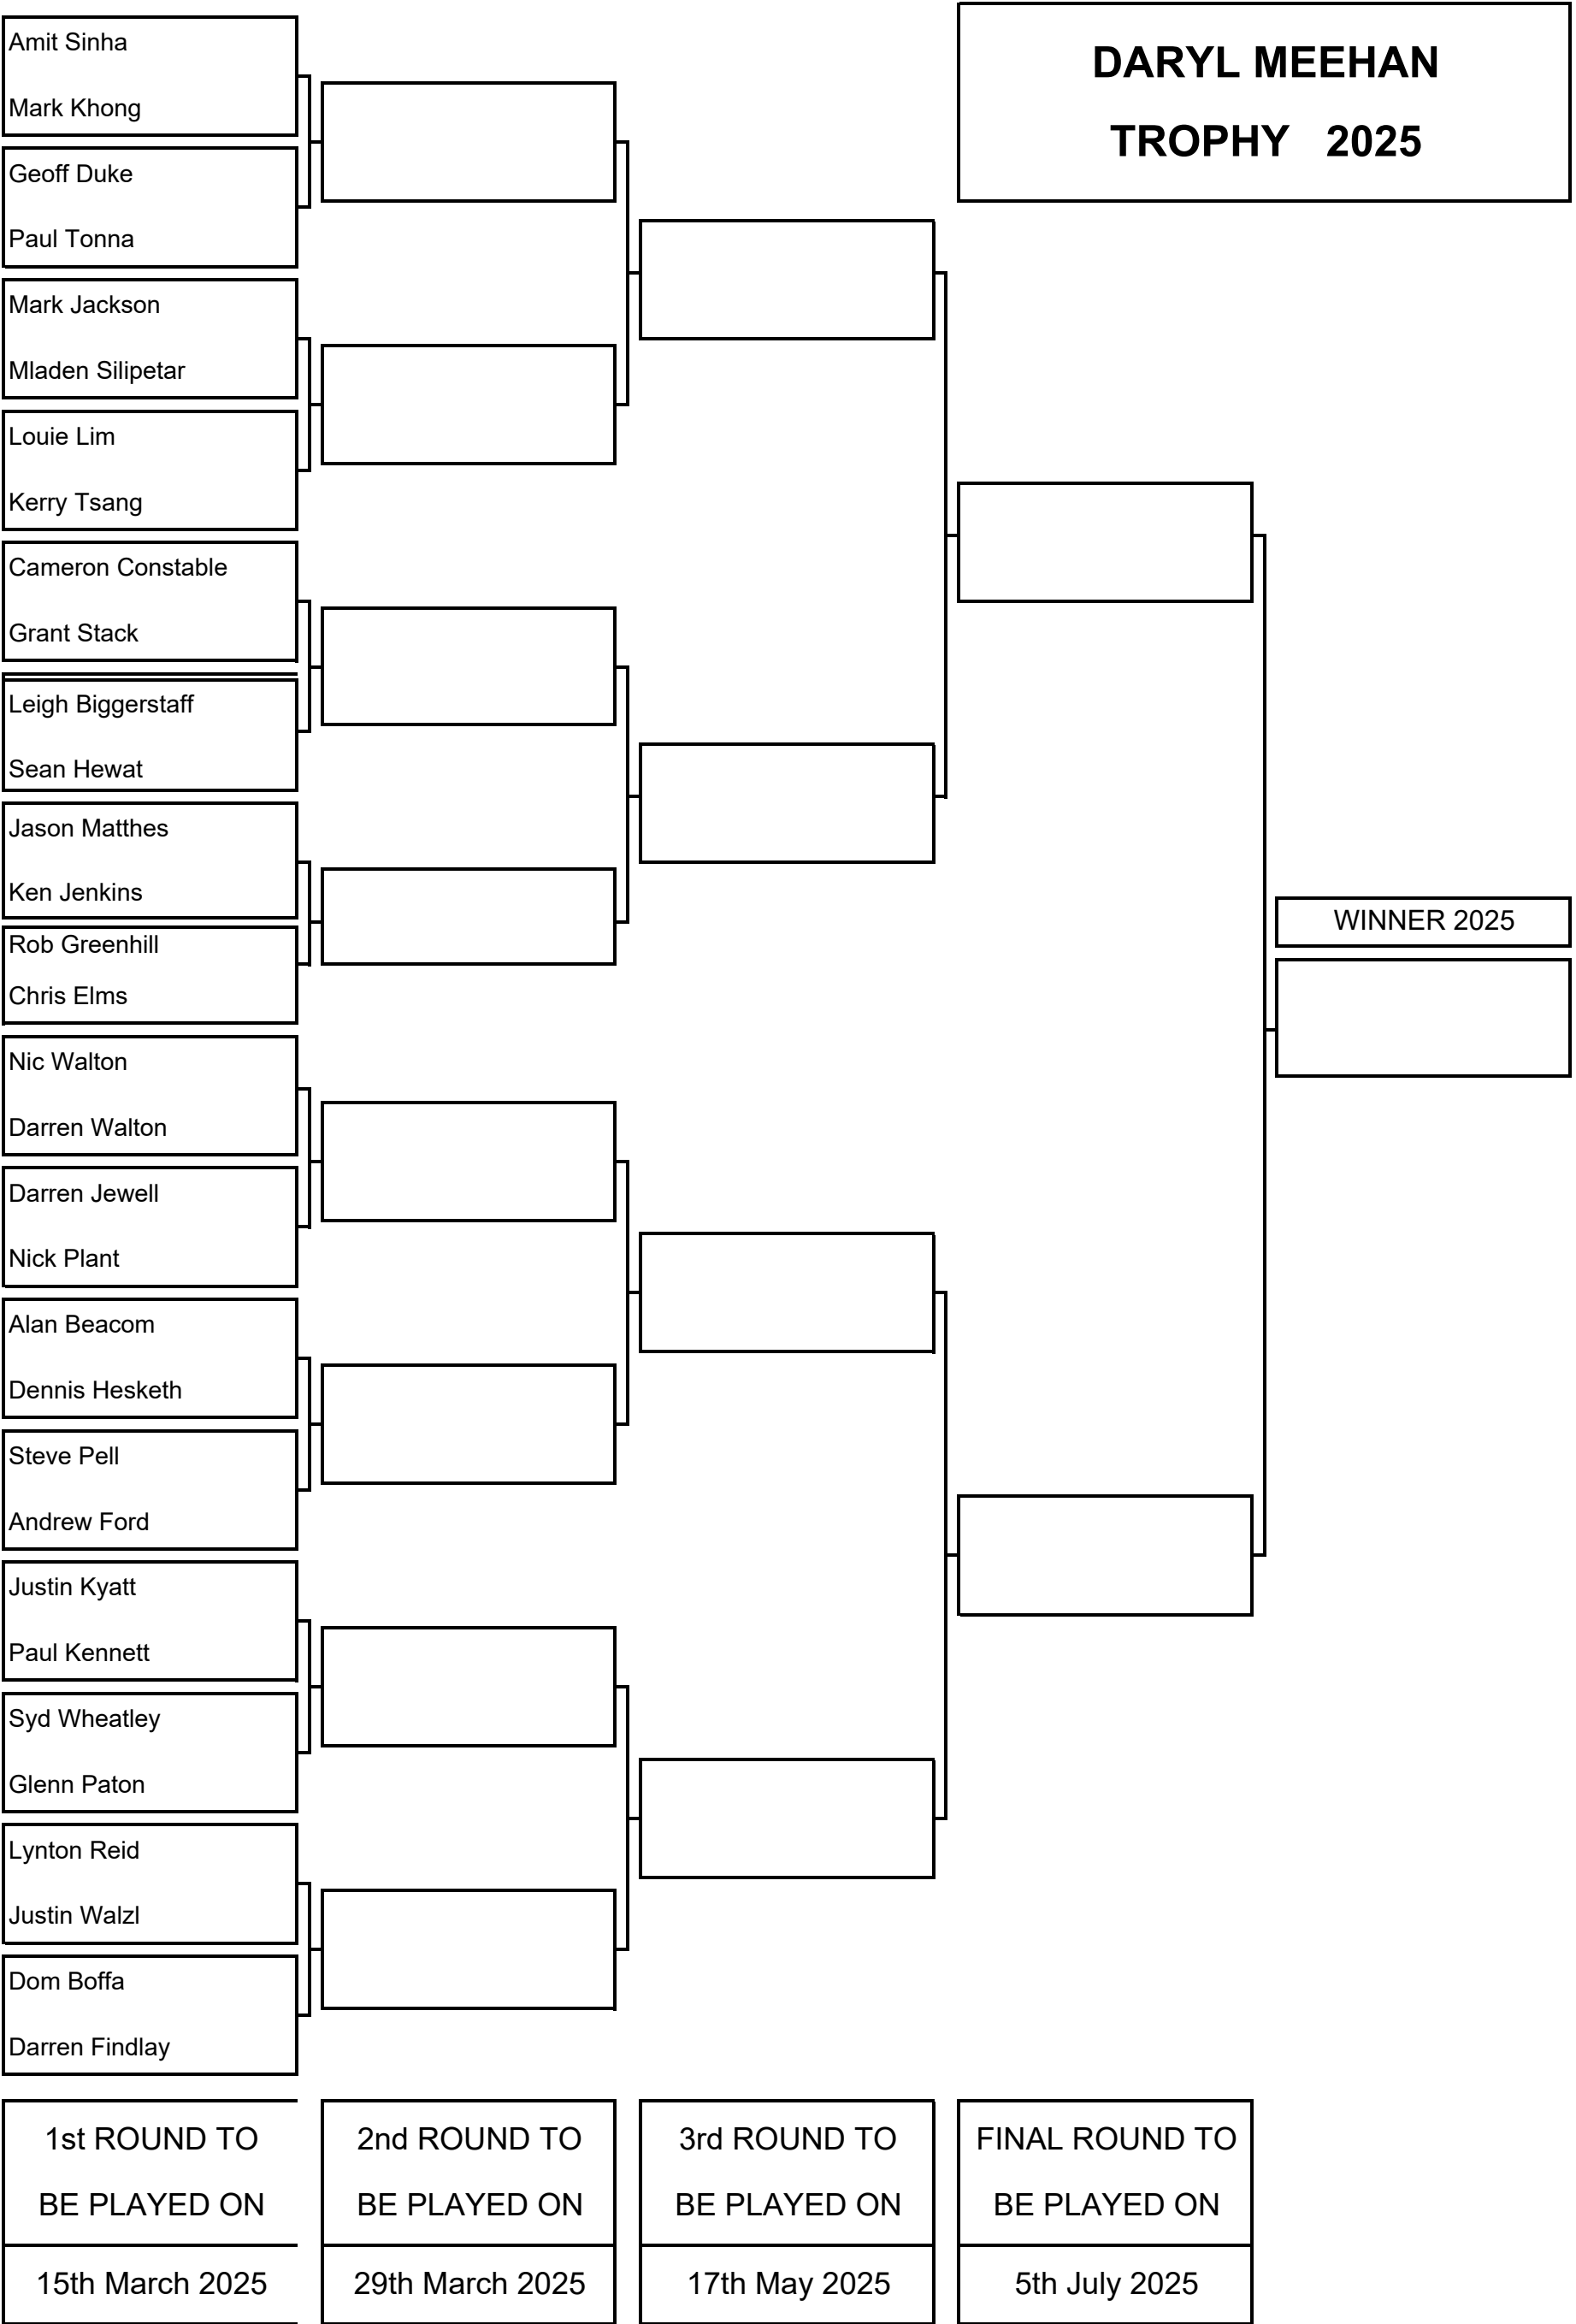 DARYL MEEHAN
TROPHY 2025
Amit Sinha
Mark Khong
Geoff Duke
Paul Tonna
Mark Jackson
Mladen Silipetar
Louie Lim
Kerry Tsang
Cameron Constable
Grant Stack
Leigh Biggerstaff
Sean Hewat
Jason Matthes
Ken Jenkins
Rob Greenhill
Chris Elms
Nic Walton
Darren Walton
Darren Jewell
Nick Plant
Alan Beacom
Dennis Hesketh
Steve Pell
Andrew Ford
Justin Kyatt
Paul Kennett
Syd Wheatley
Glenn Paton
Lynton Reid
Justin Walzl
Dom Boffa
Darren Findlay
WINNER 2025
1st ROUND TO
BE PLAYED ON
15th March 2025
2nd ROUND TO
BE PLAYED ON
29th March 2025
3rd ROUND TO
BE PLAYED ON
17th May 2025
FINAL ROUND TO
BE PLAYED ON
5th July 2025